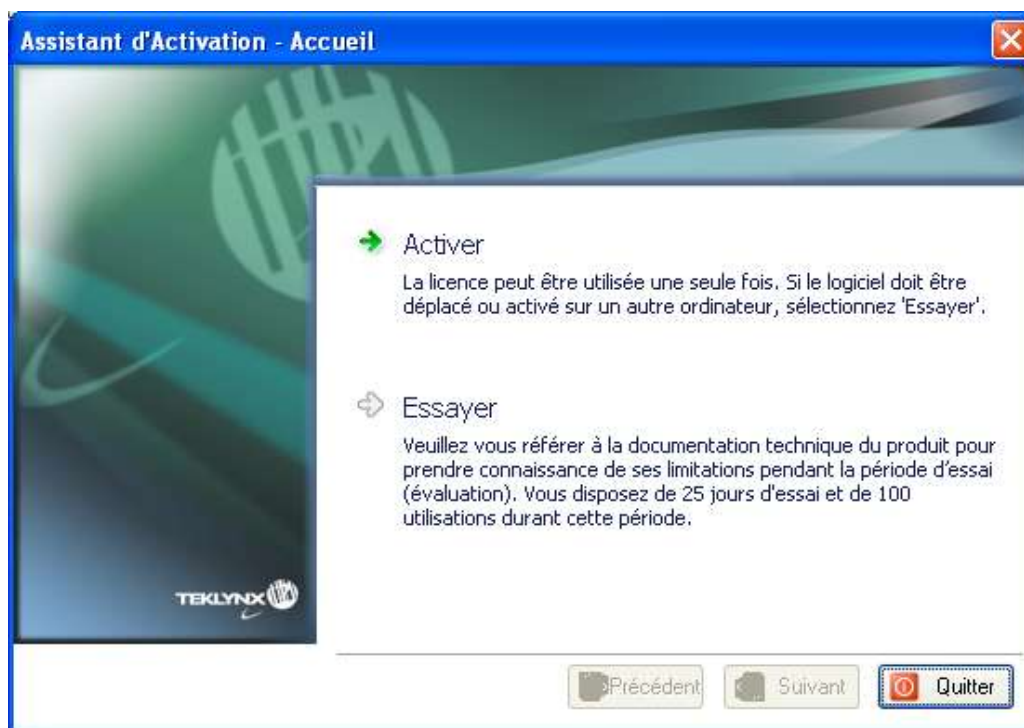 Assistant d'Activation - Accueil
Activer
La licence peut être utilisée une seule fois. Si le logiciel doit être
déplacé ou activé sur un autre ordinateur, sélectionnez 'Essayer'.
Essayer
Veuillez vous référer à la documentation technique du produit pour
prendre connaissance de ses limitations pendant la période d'essai
(évaluation). Vous disposez de 25 jours d'essai et de 100
utilisations durant cette période.
TEKLYNX
Précédent
Suivant
Quitter